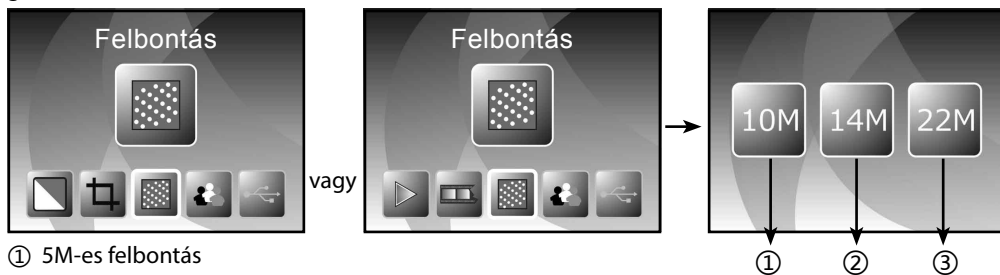 Felbontás
vagy
Felbontás
10M 14M 22M
① ② ③
① 5M-es felbontás